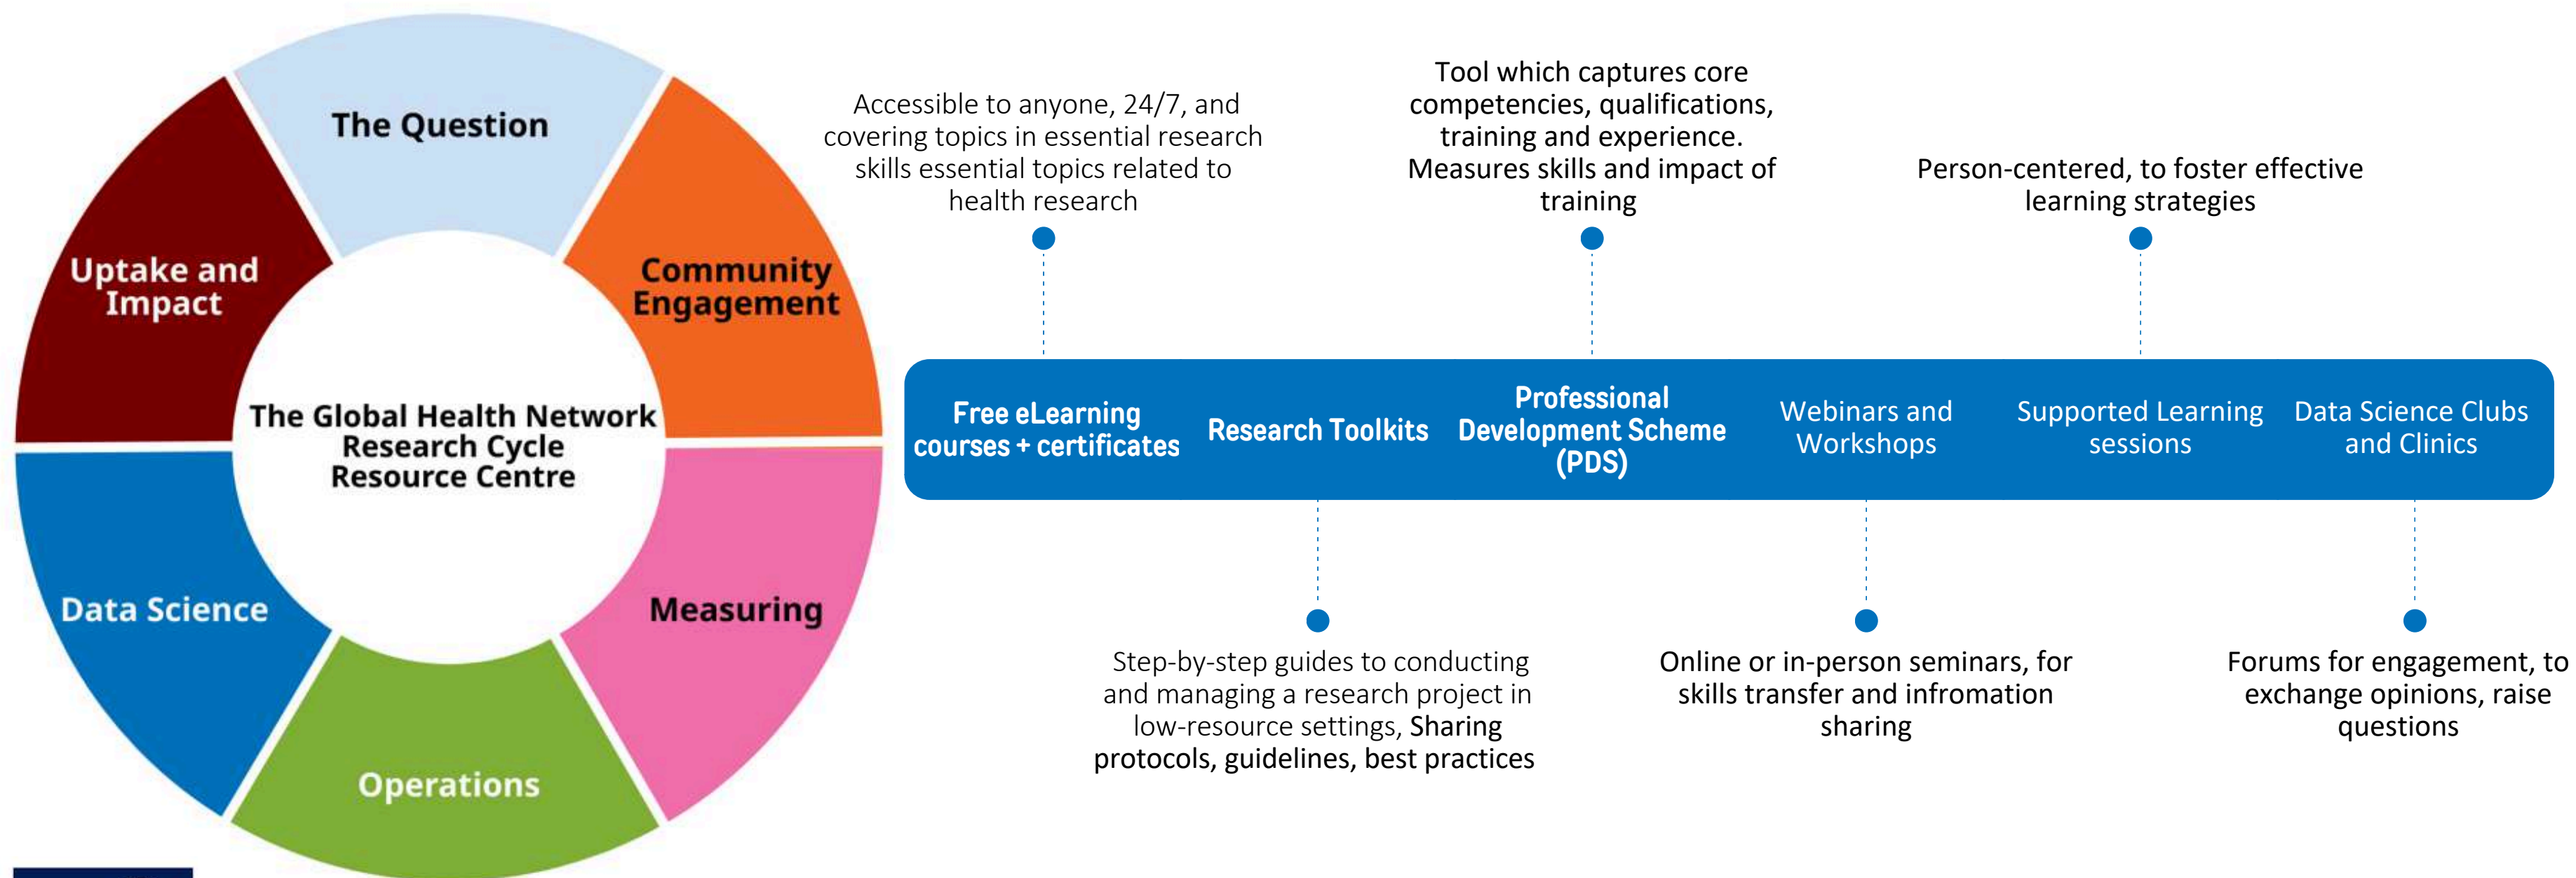 The Question
Community
Engagement
Measuring
Operations
Data Science
Uptake and
Impact
The Global Health Network
Research Cycle
Resource Centre
Accessible to anyone, 24/7, and
covering topics in essential research
skills essential topics related to
health research
Tool which captures core
competencies, qualifications,
training and experience.
Measures skills and impact of
training
Person-centered, to foster effective
learning strategies
Free eLearning
courses + certificates
Research Toolkits
Professional
Development Scheme
(PDS)
Webinars and
Workshops
Supported Learning
sessions
Data Science Clubs
and Clinics
Step-by-step guides to conducting
and managing a research project in
low-resource settings, Sharing
protocols, guidelines, best practices
Online or in-person seminars, for
skills transfer and infromation
sharing
Forums for engagement, to
exchange opinions, raise
questions